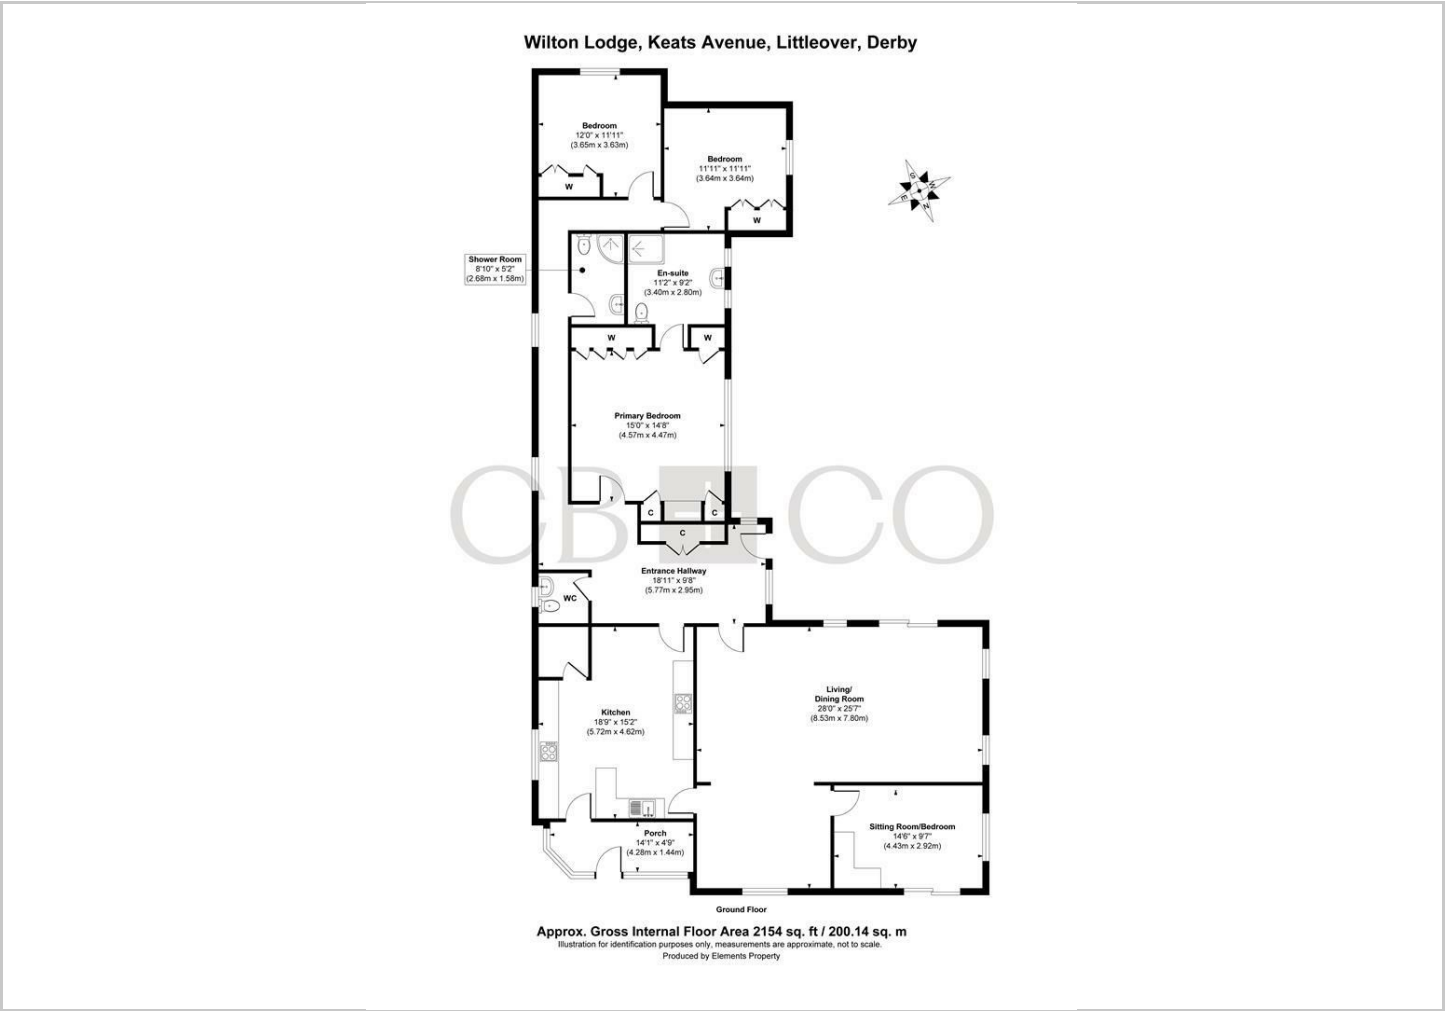 Wilton Lodge, Keats Avenue, Littleover, Derby
Bedroom
12'0" x 11'11"
(3.65m x 3.63m)
W
Bedroom
11'11" x 11'11"
(3.64m x 3.64m)
W
S
W
E
N
Shower Room
8'10" x 5'2"
(2.68m x 1.58m)
En-suite
11'2" x 9'2"
(3.40m x 2.80m)
W
W
Primary Bedroom
15'0" x 14'8"
(4.57m x 4.47m)
CB CO
C
C
C
Entrance Hallway
18'11" x 9'8"
(5.77m x 2.95m)
WC
Living/
Dining Room
28'0" x 25'7"
(8.53m x 7.80m)
Kitchen
18'9" x 15'2"
(5.72m x 4.62m)
Sitting Room/Bedroom
14'6" x 9'7"
(4.43m x 2.92m)
Porch
14'1" x 4'9"
(4.28m x 1.44m)
Ground Floor
Approx. Gross Internal Floor Area 2154 sq. ft / 200.14 sq. m
Illustration for identification purposes only, measurements are approximate, not to scale.
Produced by Elements Property